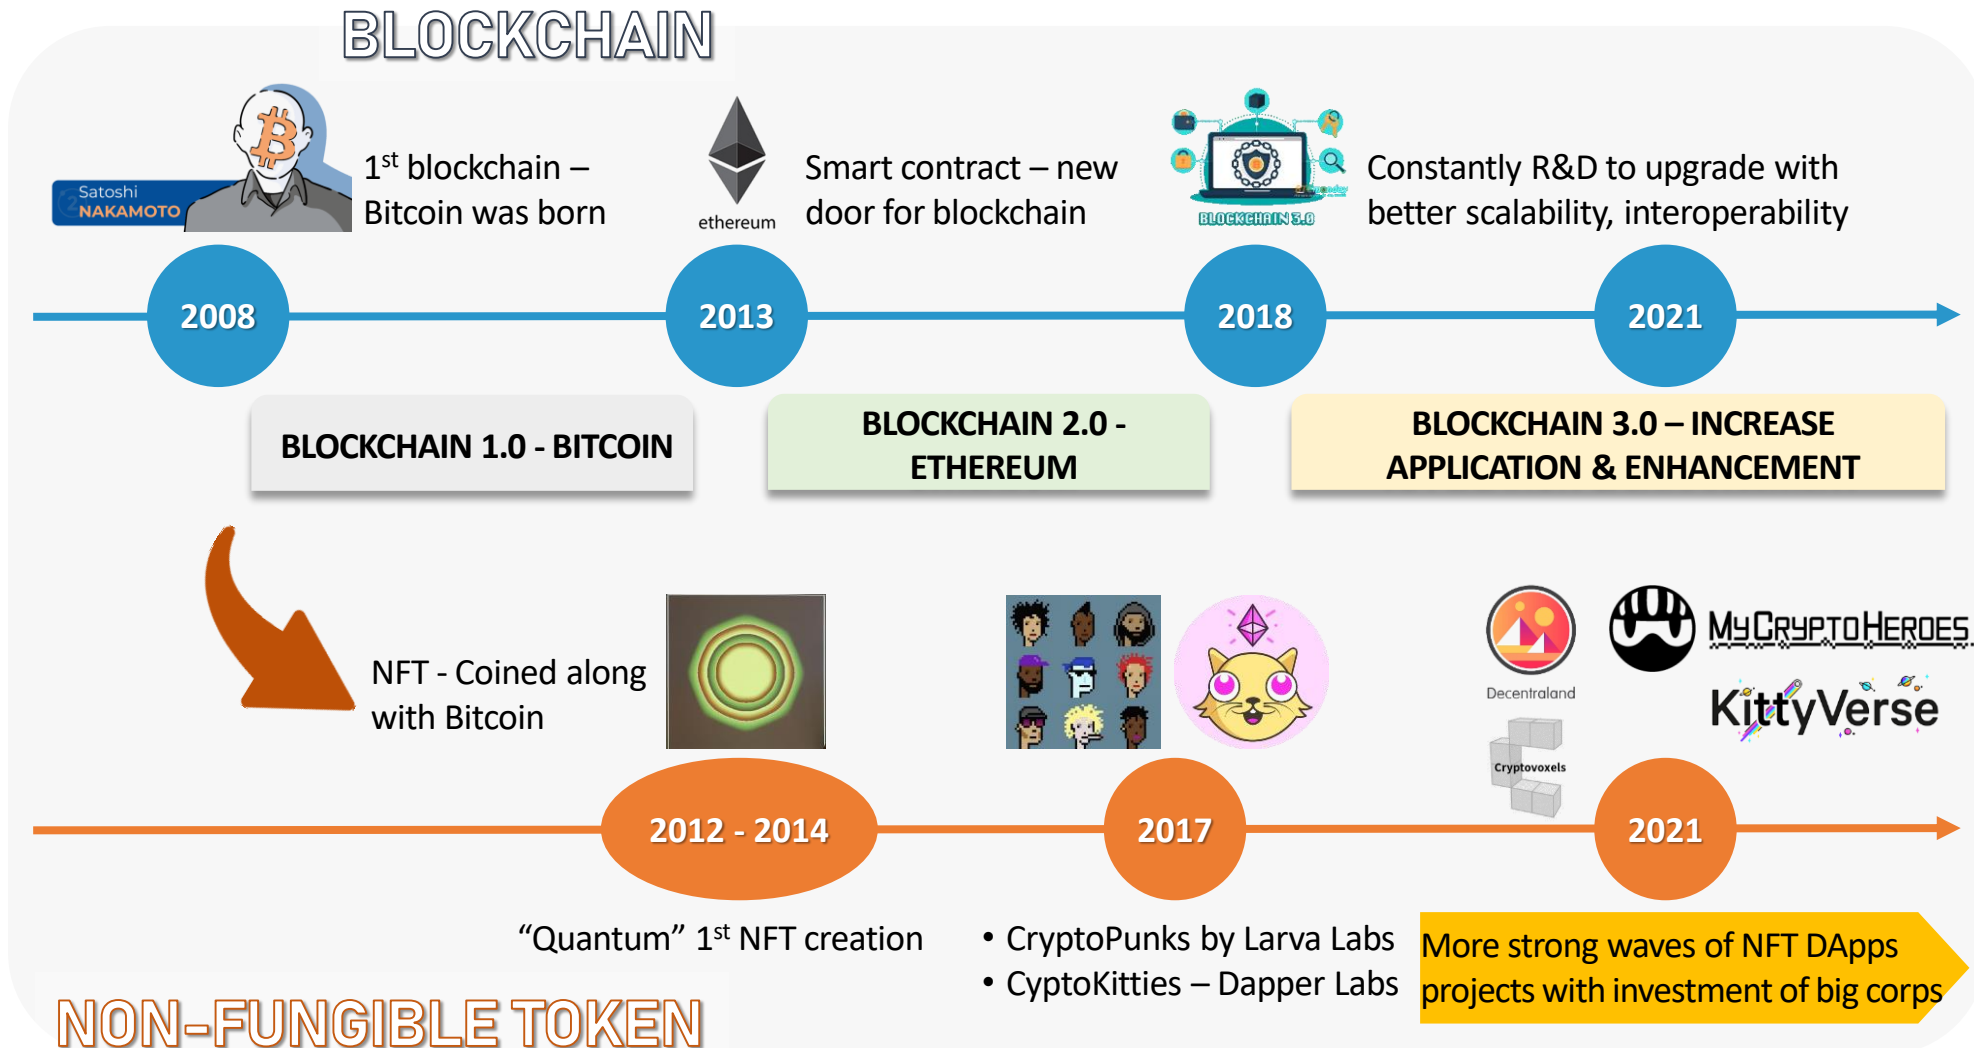 BLOCKCHAIN
Satoshi
NAKAMOTO
1st blockchain –
Bitcoin was born
ethereum
Smart contract – new
door for blockchain
BLOCKCHAIN 3.0
Constantly R&D to upgrade with
better scalability, interoperability
2008
2013
2018
2021
BLOCKCHAIN 1.0 - BITCOIN
BLOCKCHAIN 2.0 -
ETHEREUM
BLOCKCHAIN 3.0 – INCREASE
APPLICATION & ENHANCEMENT
NFT - Coined along
with Bitcoin
Decentraland
MyCryptoHeroes
KittyVerse
Cryptovoxels
2012 - 2014
2017
2021
“Quantum” 1st NFT creation
• CryptoPunks by Larva Labs
• CyptoKitties – Dapper Labs
More strong waves of NFT DApps
projects with investment of big corps
NON-FUNGIBLE TOKEN